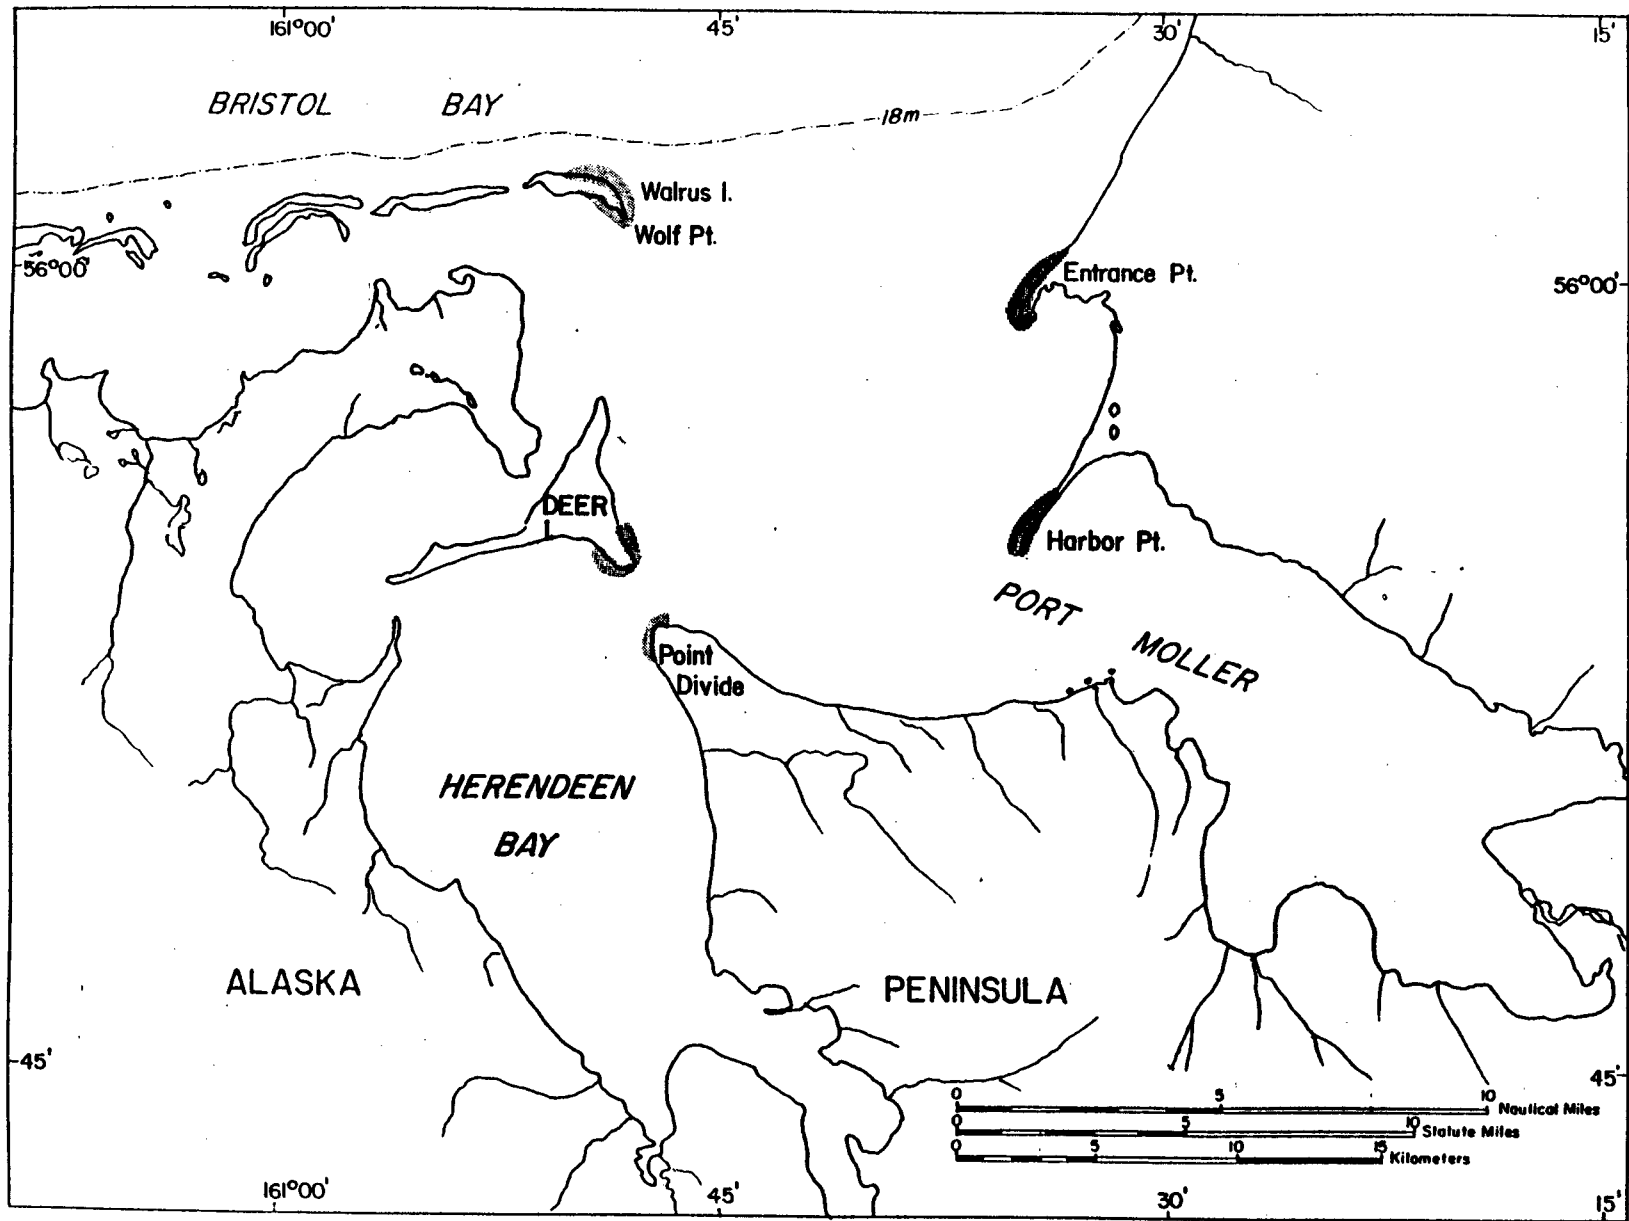 161°00' 45' 30' 15'
BRISTOL BAY
18m
Walrus I.
Wolf Pt.
56°00'
Entrance Pt.
56°00'
DEER
I
Harbor Pt.
PORT
MOLLER
Point
Divide
HERENDEEN
BAY
ALASKA
PENINSULA
45'
45'
0 5 10
Nautical Miles
0 5 10
Statute Miles
0 5 10 15
Kilometers
161°00' 45' 30' 15'